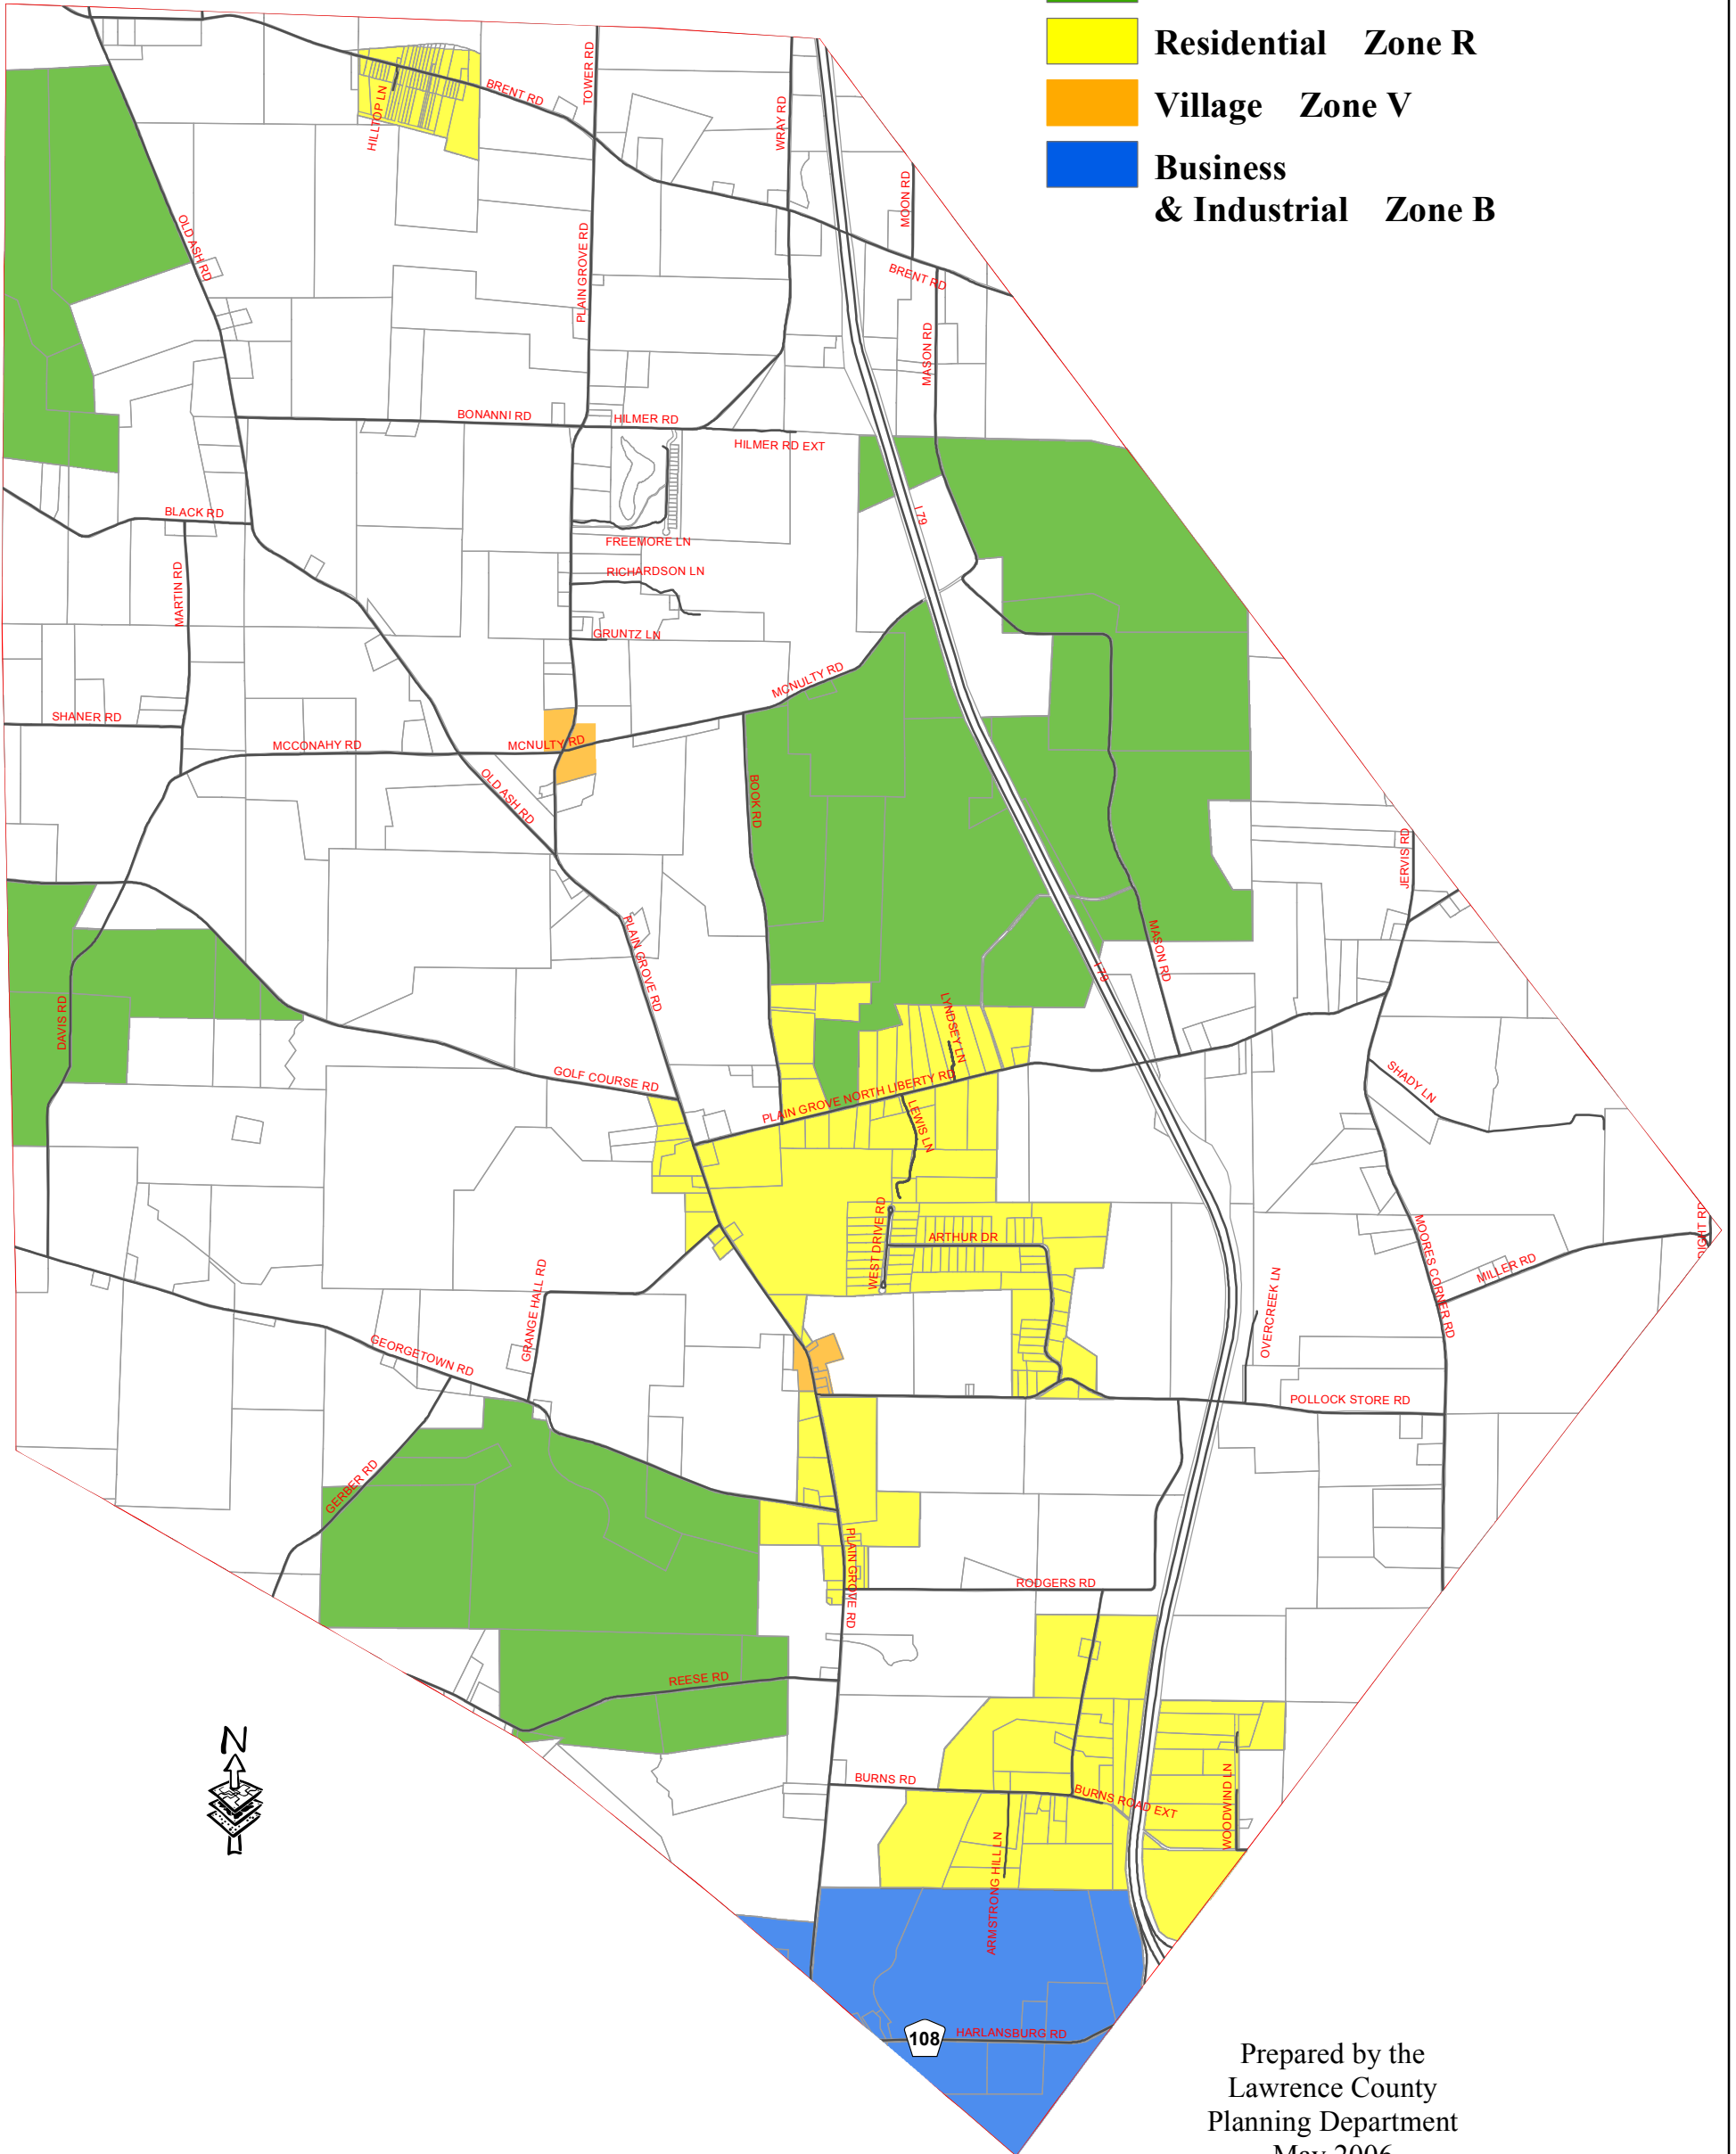 Residential Zone R
Village Zone V
Business
& Industrial Zone B
TOWER RD
BRENT RD
HILLTOP LN
WRAY RD
MOON RD
OLD ASH RD
PLAIN GROVE RD
BRENT RD
MASON RD
BONANNI RD
HILMER RD
HILMER RD EXT
BLACK RD
I 79
FREEMORE LN
RICHARDSON LN
MARTIN RD
GRUNTZ LN
MCNULTY RD
SHANER RD
MCCONAHY RD
MCNULTY RD
OLD ASH RD
BOOK RD
JERVIS RD
PLAIN GROVE RD
MASON RD
I 79
DAVIS RD
LYNDSEY LN
GOLF COURSE RD
PLAIN GROVE NORTH LIBERTY RD
SHADY LN
LEWIS LN
WEST DRIVE RD
ARTHUR DR
MOORES CORNER RD
MILLER RD
GRANGE HALL RD
OVERCREEK LN
GEORGETOWN RD
POLLOCK STORE RD
GERBER RD
PLAIN GROVE RD
RODGERS RD
REESE RD
N
BURNS RD
BURNS ROAD EXT
WOODWIND LN
ARMSTRONG HILL LN
108
HARLANSBURG RD
Prepared by the
Lawrence County
Planning Department
May 2006